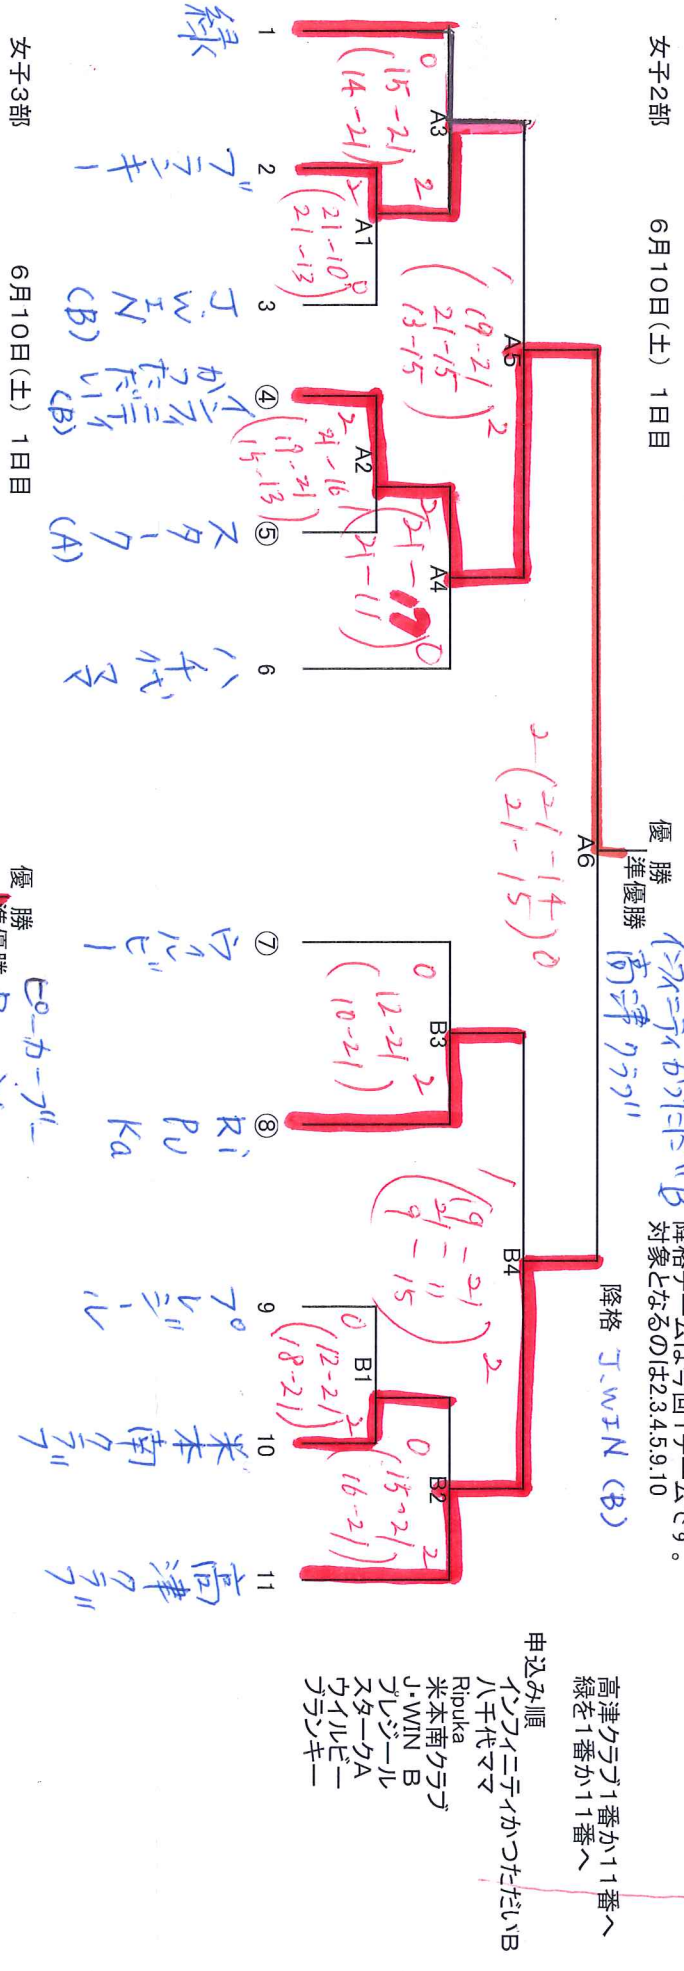 女子2部　6月10日(土)　1日目
優勝
インフィニティかつただいB
準優勝
高津クラブ
降格チームは今回1チームです。
対象となるのは2.3.4.5.9.10
降格 J.WIN (B)
高津クラブ1番か11番へ
緑を1番か11番へ
申込み順
インフィニティかつただいB
八千代ママ
Ripuka
米本南クラブ
J・WIN B
プレジール
スタークA
ウイルビー
ブランキー
A6
2 (21-14
21-15) 0
A5
1 (19-21
21-15
13-15) 2
B4
1 (19-21
21-11
9-15) 2
A3
0 (15-21
14-21) 2
A4
2 (21-17
21-11) 0
B3
0 (12-21
10-21) 2
B2
0 (15-21
16-21) 2
A1
2 (21-10
21-13) 0
A2
2 (21-16
19-21
15-13)
B1
0 (12-21
18-21) 2
1
緑
2
ブランキー
3
J.WIN (B)
④
インフィニティ
かつただい (B)
⑤
スターク (A)
6
八千代ママ
⑦
ウイルビー
⑧
RiPuKa
9
プレジール
10
米本南クラブ
11
高津クラブ
女子3部　6月10日(土)　1日目
優勝
ピーカーブー
準優勝